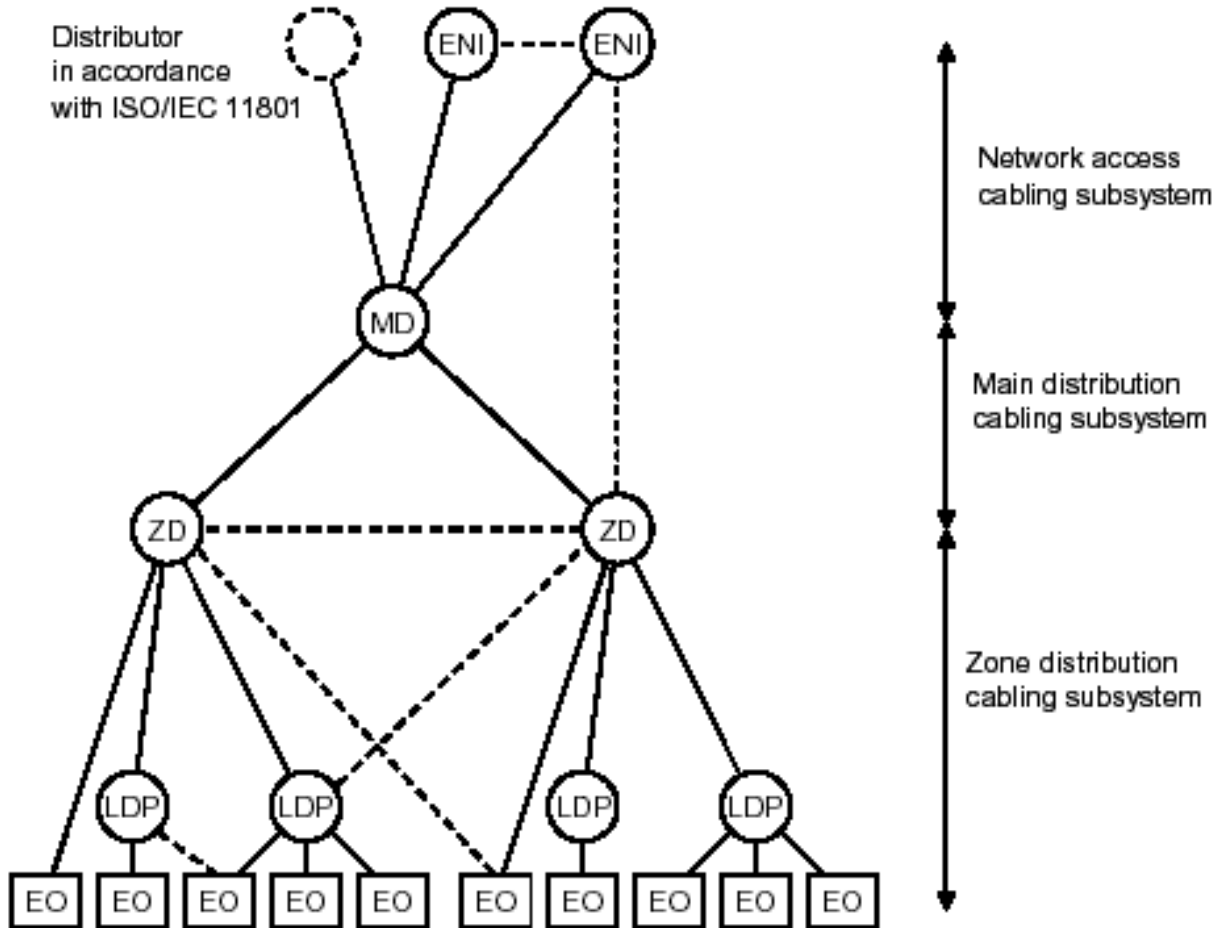 Distributor
in accordance
with ISO/IEC 11801
ENI
ENI
Network access
cabling subsystem
MD
Main distribution
cabling subsystem
ZD
ZD
Zone distribution
cabling subsystem
LDP
LDP
LDP
LDP
EO
EO
EO
EO
EO
EO
EO
EO
EO
EO